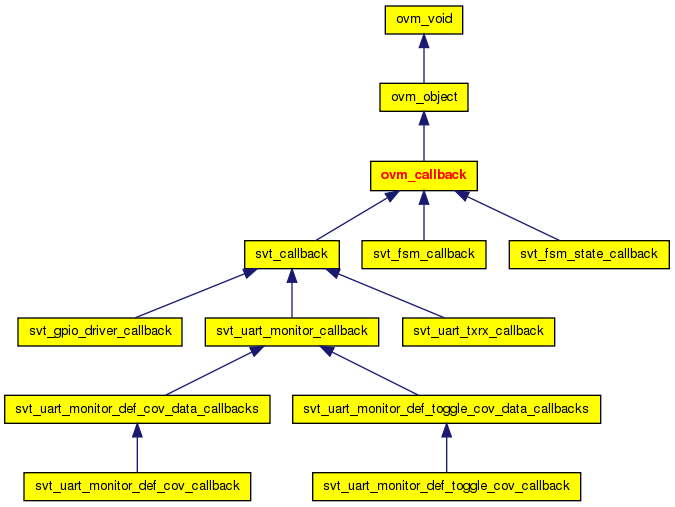 ovm_void
ovm_object
ovm_callback
svt_callback
svt_fsm_callback
svt_fsm_state_callback
svt_gpio_driver_callback
svt_uart_monitor_callback
svt_uart_txrx_callback
svt_uart_monitor_def_cov_data_callbacks
svt_uart_monitor_def_toggle_cov_data_callbacks
svt_uart_monitor_def_cov_callback
svt_uart_monitor_def_toggle_cov_callback